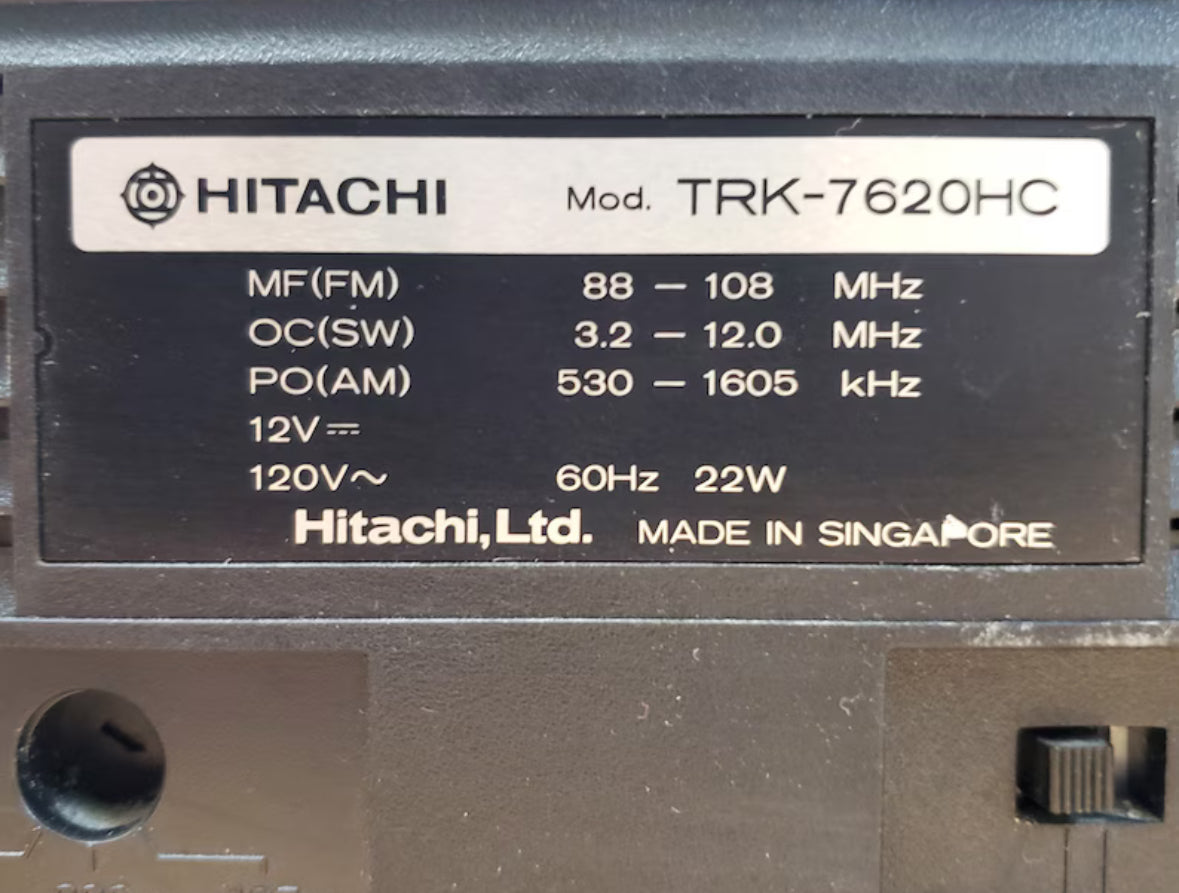 HITACHI Mod. TRK-7620HC
MF(FM) 88 – 108 MHz
OC(SW) 3.2 – 12.0 MHz
PO(AM) 530 – 1605 kHz
12V⎓
120V~ 60Hz 22W
Hitachi, Ltd. MADE IN SINGAPORE